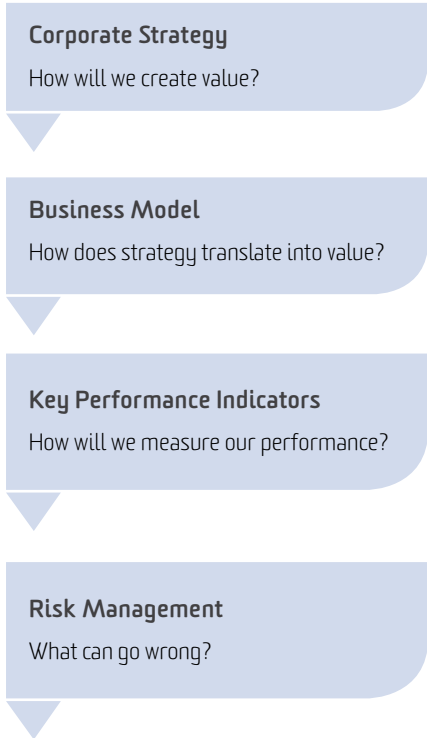 Corporate Strategy
How will we create value?
Business Model
How does strategy translate into value?
Key Performance Indicators
How will we measure our performance?
Risk Management
What can go wrong?